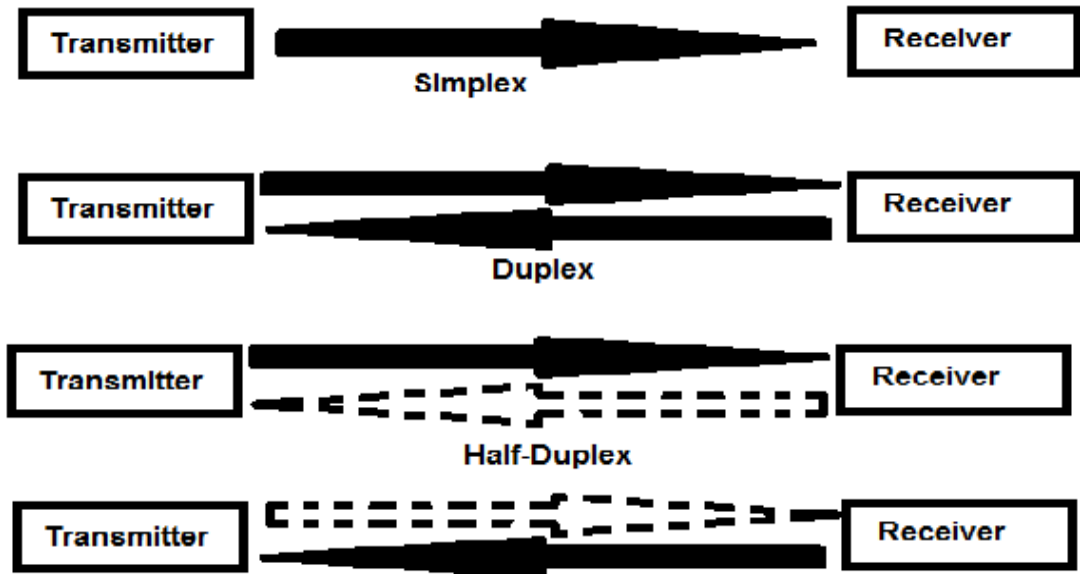 Transmitter
Receiver
Simplex
Transmitter
Receiver
Duplex
Transmitter
Receiver
Half-Duplex
Transmitter
Receiver